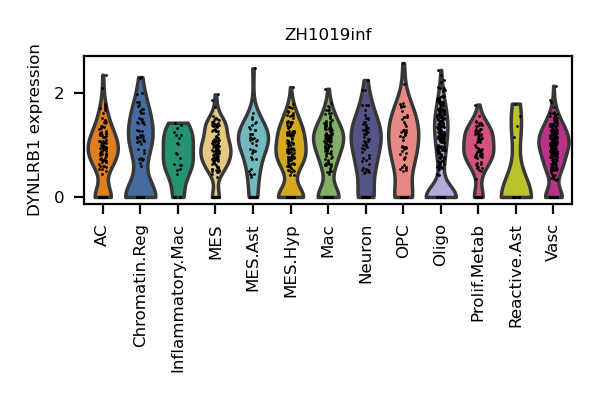 ZH1019inf
DYNLRB1 expression
2
0
AC
Chromatin.Reg
Inflammatory.Mac
MES
MES.Ast
MES.Hyp
Mac
Neuron
OPC
Oligo
Prolif.Metab
Reactive.Ast
Vasc